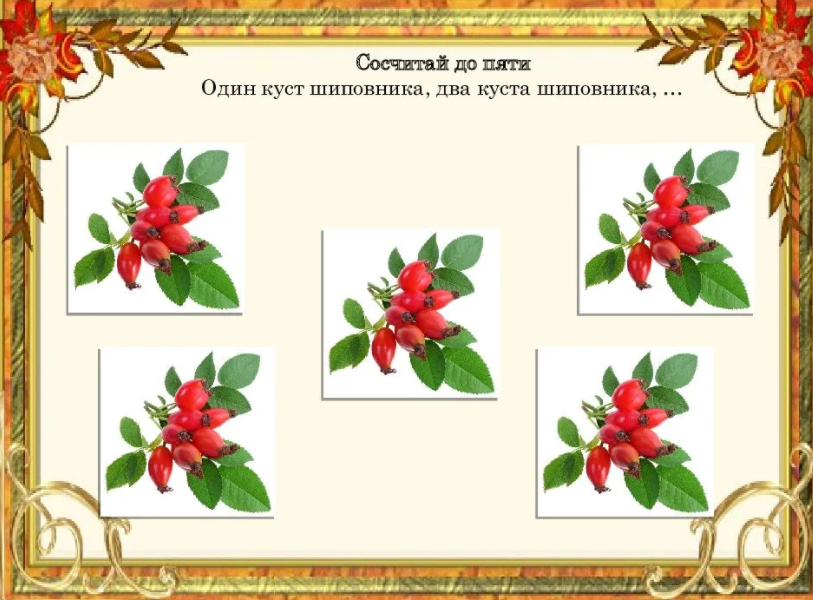 Сосчитай до пяти
Один куст шиповника, два куста шиповника, ...